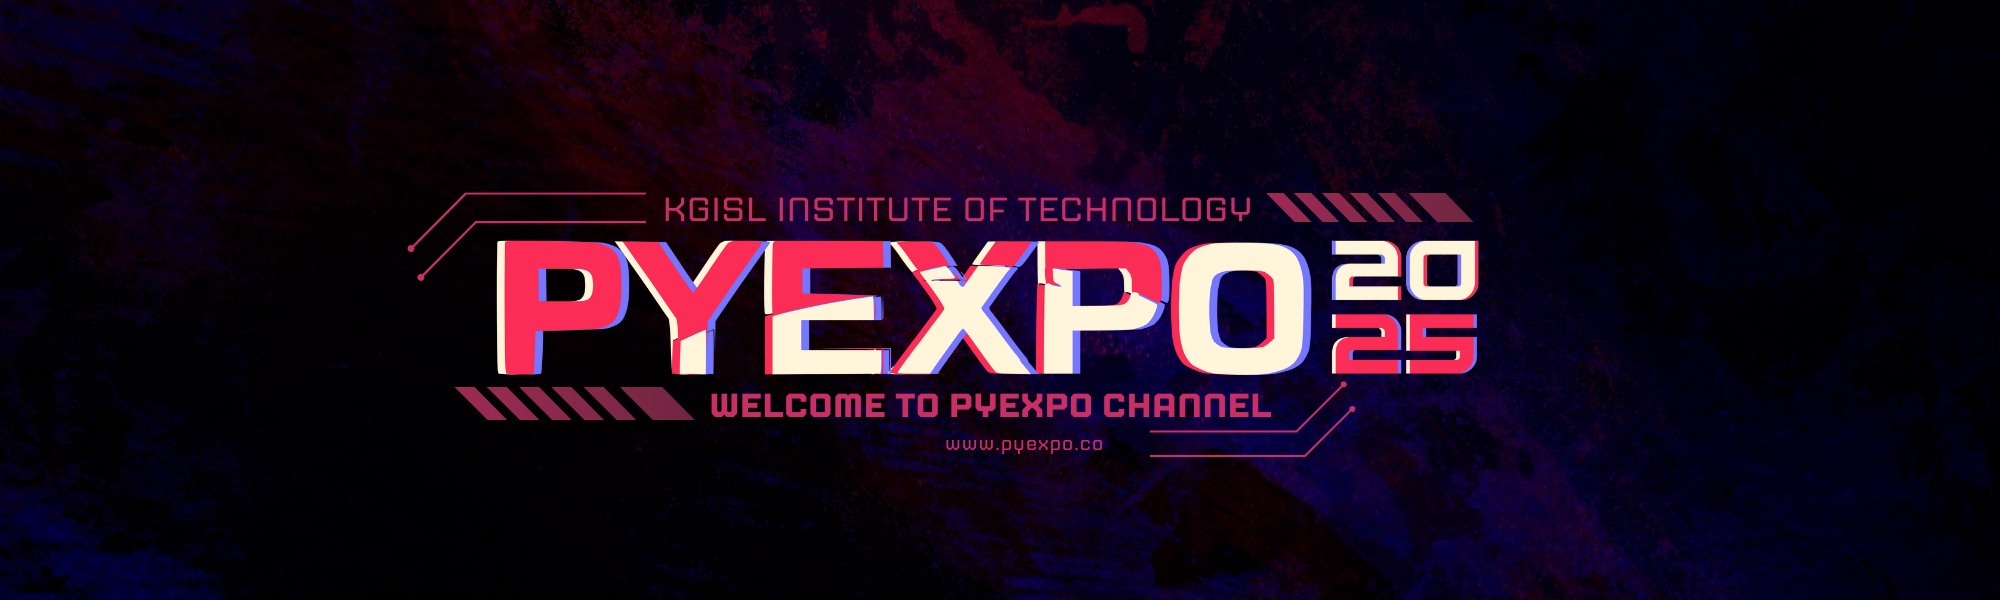 KGISL INSTITUTE OF TECHNOLOGY
PYEXPO 2025
WELCOME TO PYEXPO CHANNEL
www.pyexpo.co